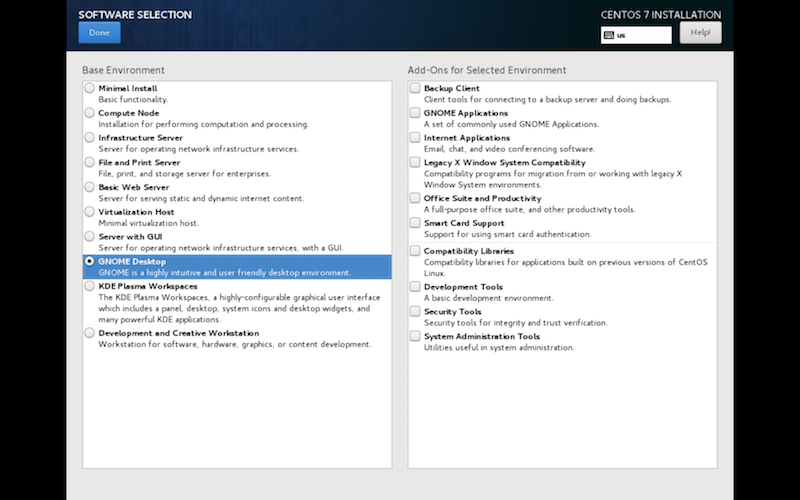 SOFTWARE SELECTION
CENTOS 7 INSTALLATION
Done
us
Help!
Base Environment
Minimal Install
Basic functionality.
Compute Node
Installation for performing computation and processing.
Infrastructure Server
Server for operating network infrastructure services.
File and Print Server
File, print, and storage server for enterprises.
Basic Web Server
Server for serving static and dynamic internet content.
Virtualization Host
Minimal virtualization host.
Server with GUI
Server for operating network infrastructure services, with a GUI.
GNOME Desktop
GNOME is a highly intuitive and user friendly desktop environment.
KDE Plasma Workspaces
The KDE Plasma Workspaces, a highly-configurable graphical user interface
which includes a panel, desktop, system icons and desktop widgets, and
many powerful KDE applications.
Development and Creative Workstation
Workstation for software, hardware, graphics, or content development.
Add-Ons for Selected Environment
Backup Client
Client tools for connecting to a backup server and doing backups.
GNOME Applications
A set of commonly used GNOME Applications.
Internet Applications
Email, chat, and video conferencing software.
Legacy X Window System Compatibility
Compatibility programs for migration from or working with legacy X
Window System environments.
Office Suite and Productivity
A full-purpose office suite, and other productivity tools.
Smart Card Support
Support for using smart card authentication.
Compatibility Libraries
Compatibility libraries for applications built on previous versions of CentOS
Linux.
Development Tools
A basic development environment.
Security Tools
Security tools for integrity and trust verification.
System Administration Tools
Utilities useful in system administration.